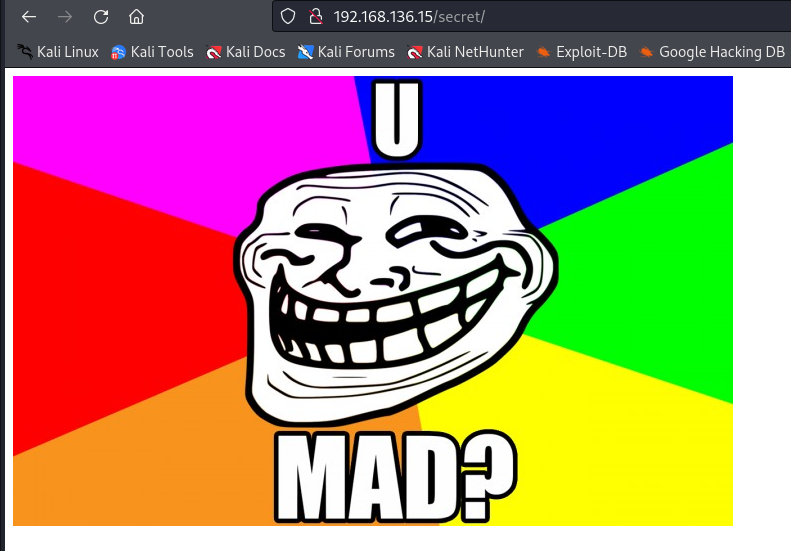 192.168.136.15/secret/
Kali Linux Kali Tools Kali Docs Kali Forums Kali NetHunter Exploit-DB Google Hacking DB
U
MAD?